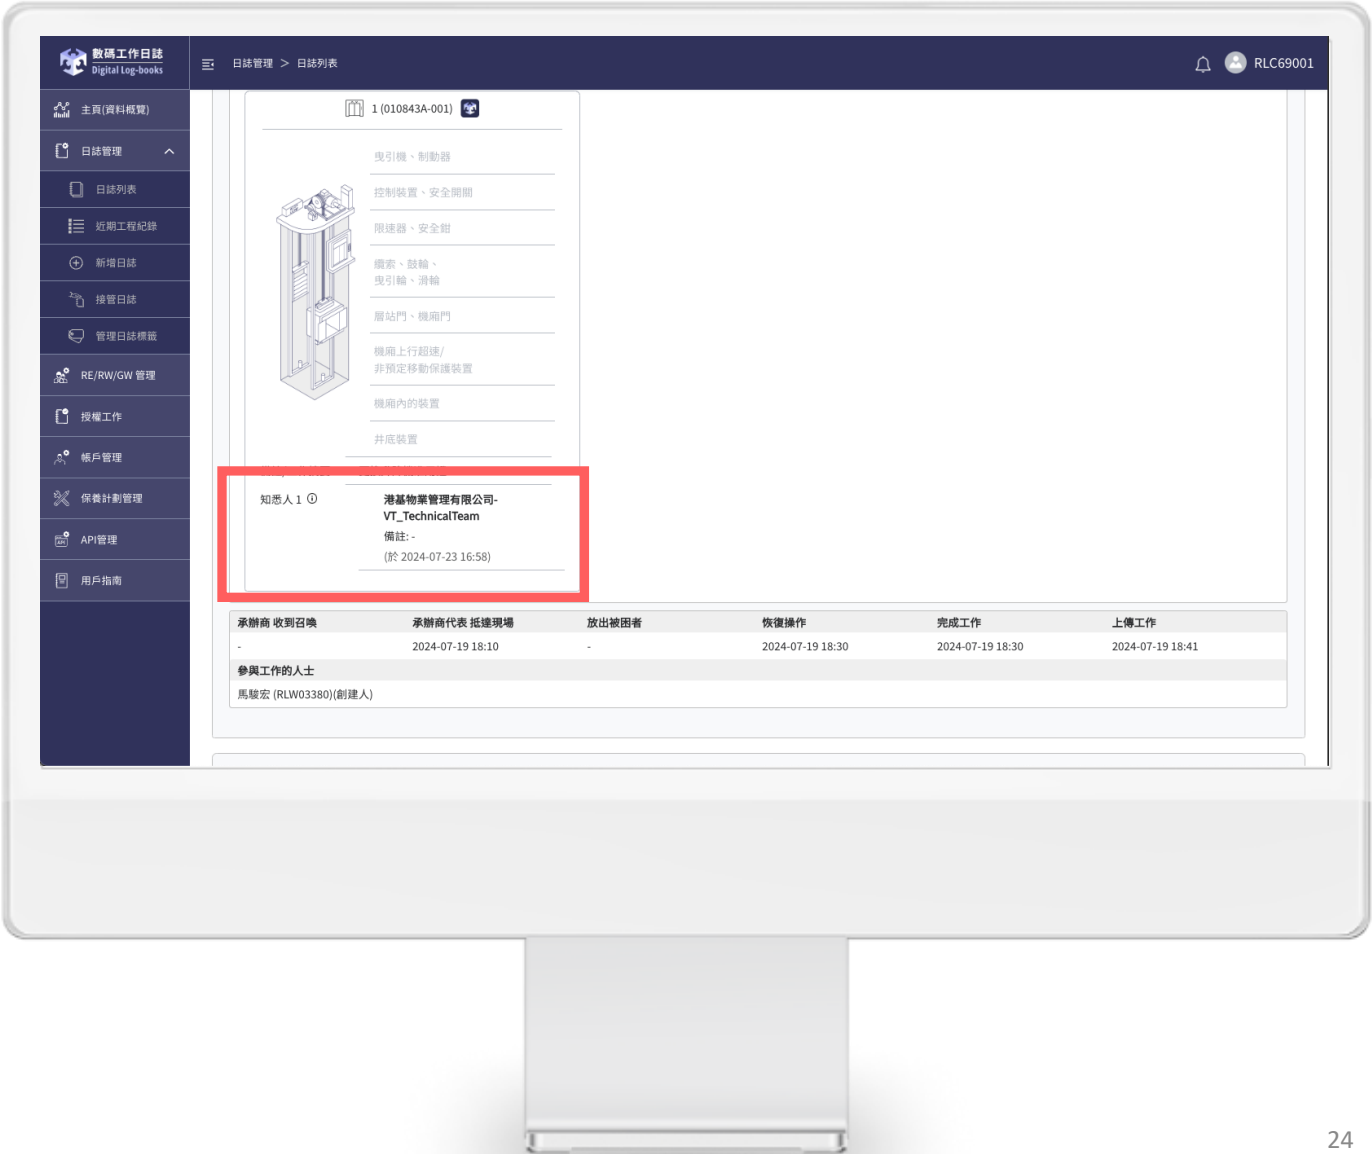 數碼工作日誌
Digital Log-books
日誌管理 > 日誌列表
RLC69001
主頁(資料概覽)
日誌管理
日誌列表
近期工程紀錄
新增日誌
接管日誌
管理日誌標籤
RE/RW/GW 管理
授權工作
帳戶管理
保養計劃管理
API管理
用戶指南
1 (010843A-001)
曳引機、制動器
控制裝置、安全開關
限速器、安全鉗
纜索、鼓輪、
曳引輪、滑輪
層站門、機廂門
機廂上行超速/
非預定移動保護裝置
機廂內的裝置
井底裝置
知悉人 1
港基物業管理有限公司-
VT_TechnicalTeam
備註: -
(於 2024-07-23 16:58)
承辦商 收到召喚 承辦商代表 抵達現場 放出被困者 恢復操作 完成工作 上傳工作
- 2024-07-19 18:10 - 2024-07-19 18:30 2024-07-19 18:30 2024-07-19 18:41
參與工作的人士
馬駿宏 (RLW03380)(創建人)
24